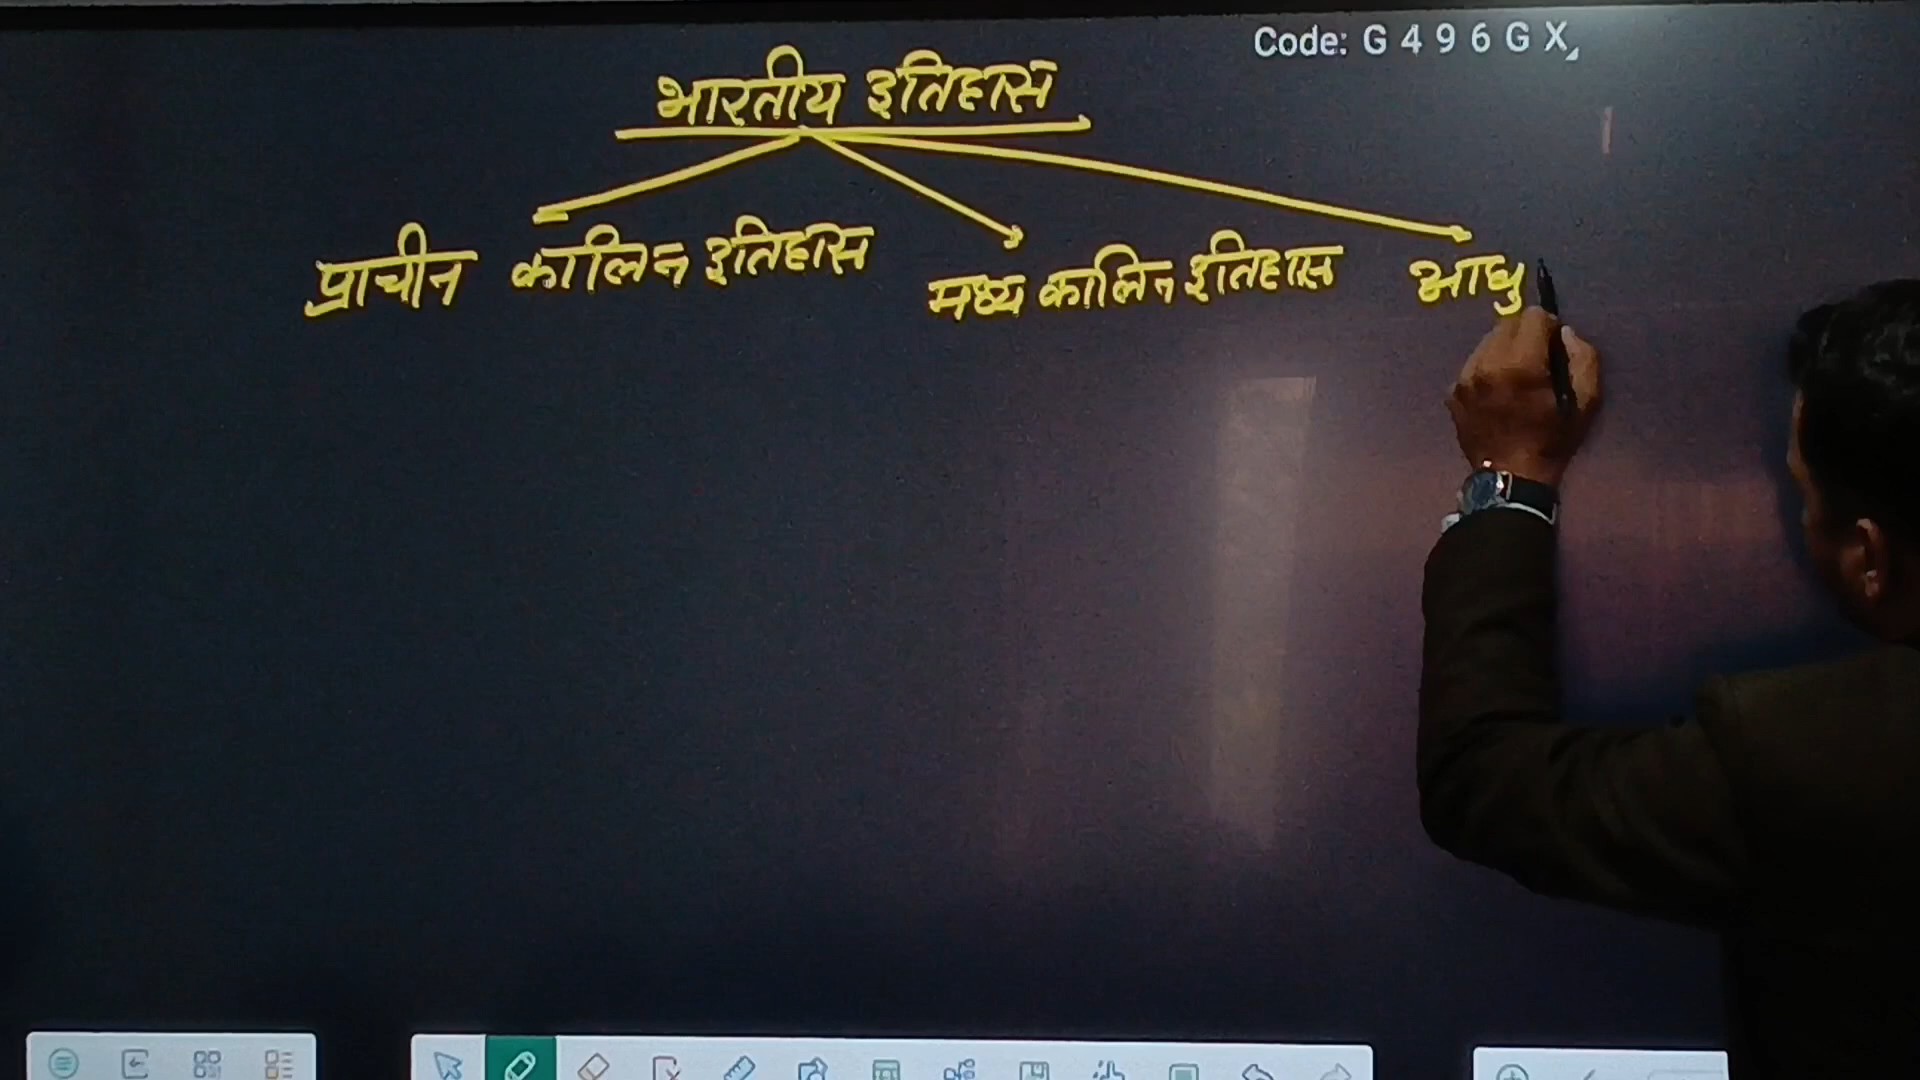 Code: G 4 9 6 G X
भारतीय इतिहास
प्राचीन कालिन इतिहास मध्य कालिन इतिहास आधु